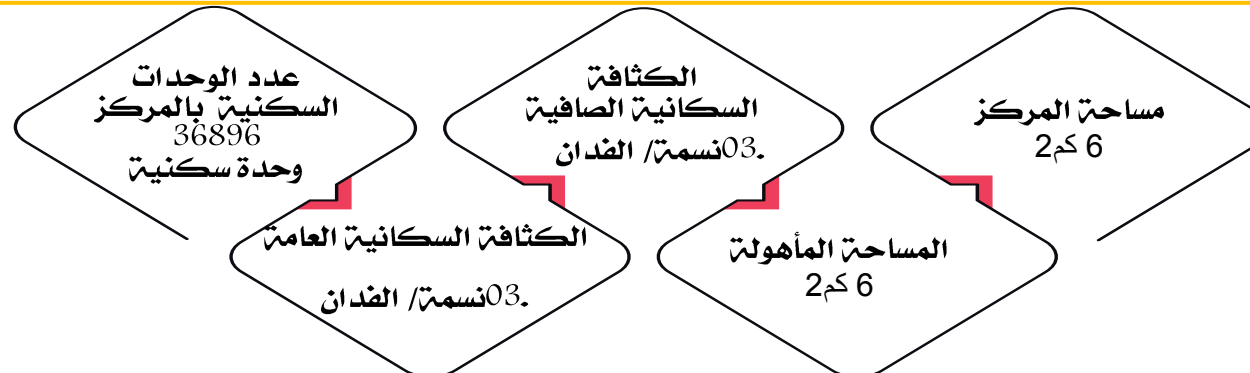 مساحة المركز
6 كم2
المساحة المأهولة
6 كم2
الكثافة
السكانية الصافية
.03نسمة/ الفدان
الكثافة السكانية العامة
.03نسمة/ الفدان
عدد الوحدات
السكنية بالمركز
36896
وحدة سكنية